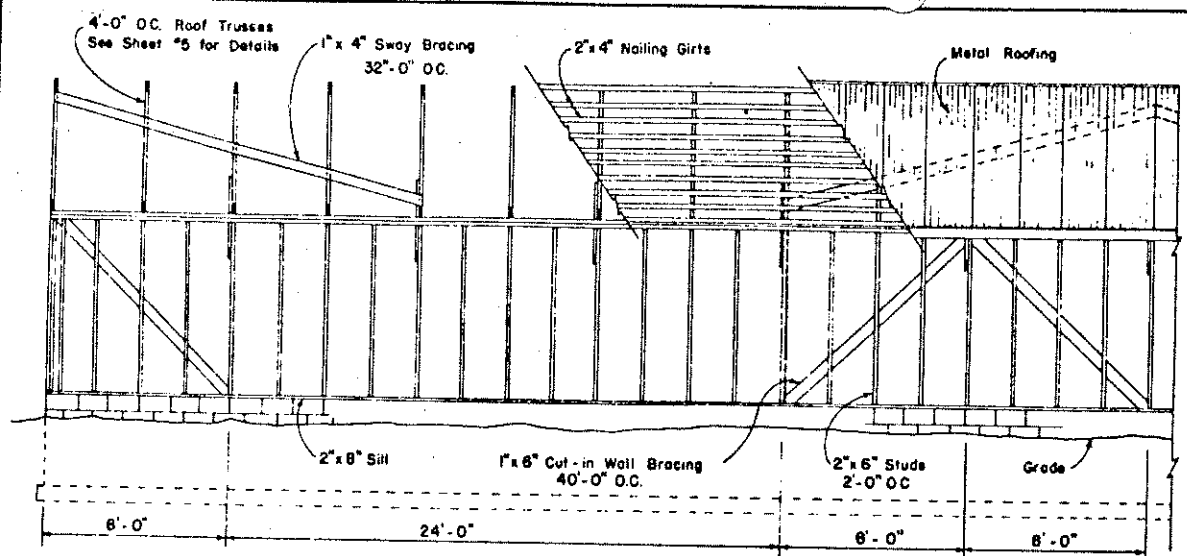 4'-0" O.C. Roof Trusses
See Sheet #5 for Details
1" x 4" Sway Bracing
32"-0" O.C.
2"x 4" Nailing Girts
Metal Roofing
2"x 8" Sill
1"x 6" Cut-in Wall Bracing
40'-0" O.C.
2"x 6" Studs
2'-0" OC
Grade
8'-0"
24'-0"
8'-0"
8'-0"